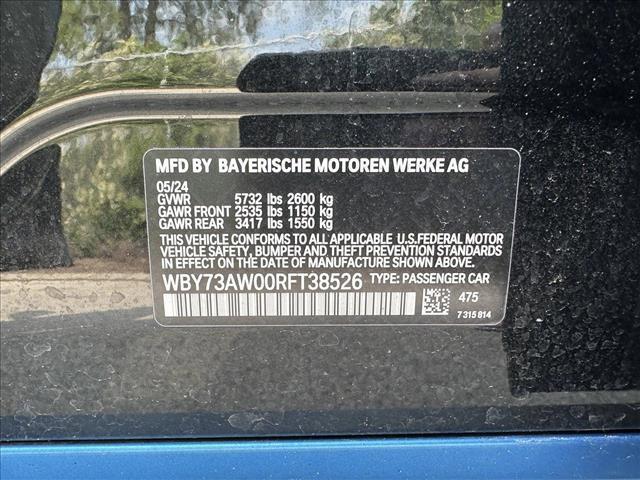 MFD BY BAYERISCHE MOTOREN WERKE AG
05/24
GVWR 5732 lbs 2600 kg
GAWR FRONT 2535 lbs 1150 kg
GAWR REAR 3417 lbs 1550 kg
THIS VEHICLE CONFORMS TO ALL APPLICABLE U.S.FEDERAL MOTOR
VEHICLE SAFETY, BUMPER AND THEFT PREVENTION STANDARDS
IN EFFECT ON THE DATE OF MANUFACTURE SHOWN ABOVE.
WBY73AW00RFT38526 TYPE: PASSENGER CAR
475
7 315 814